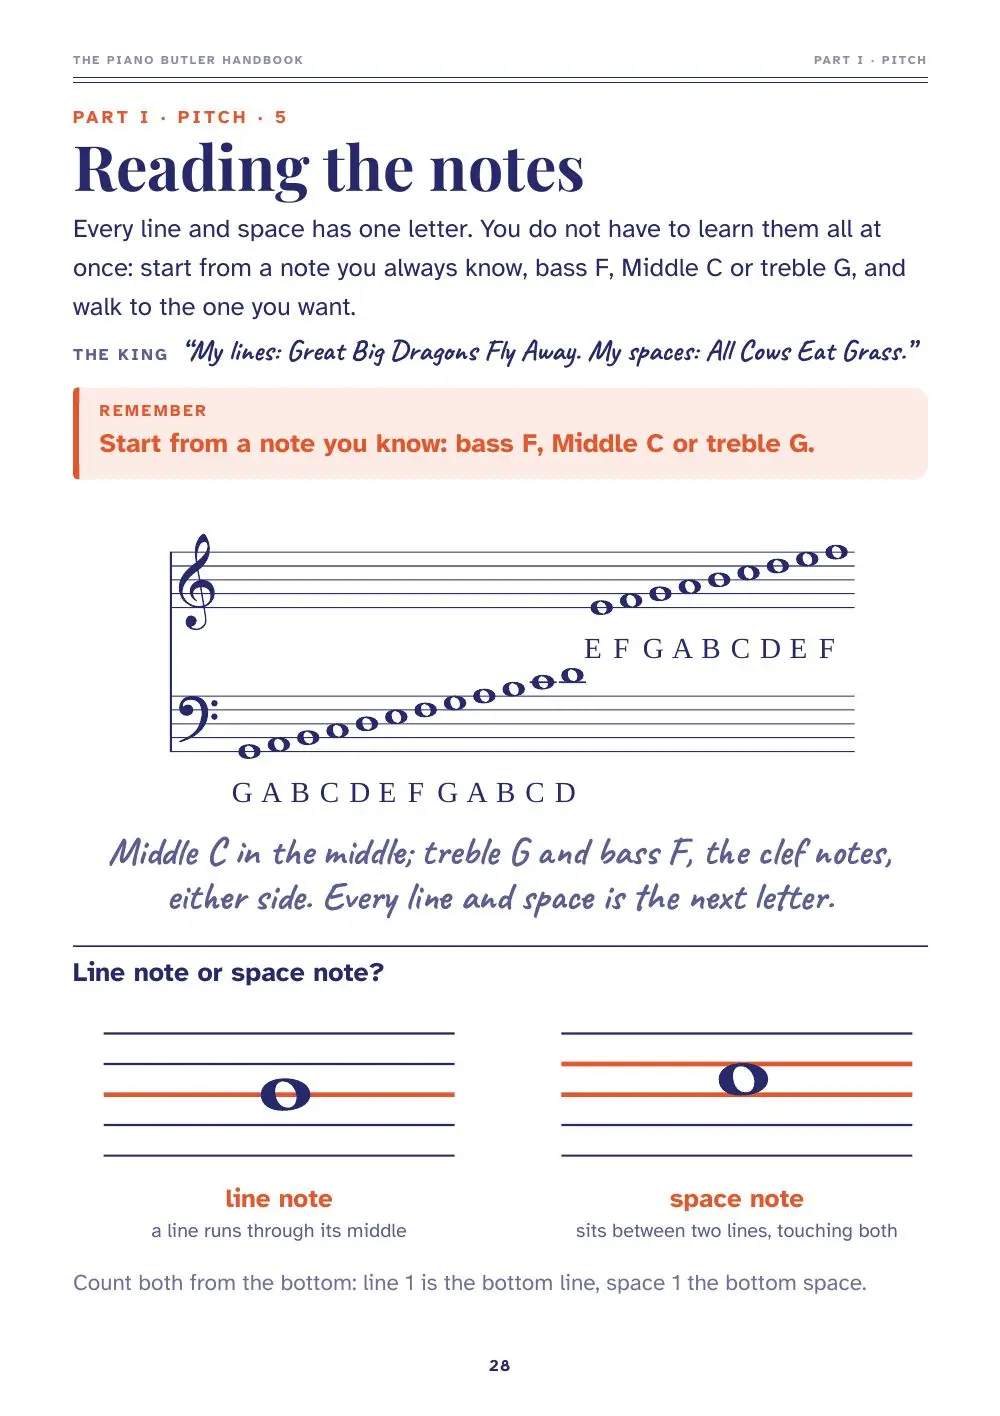 THE PIANO BUTLER HANDBOOK
PART I · PITCH
PART I · PITCH · 5
Reading the notes
Every line and space has one letter. You do not have to learn them all at
once: start from a note you always know, bass F, Middle C or treble G, and
walk to the one you want.
THE KING “My lines: Great Big Dragons Fly Away. My spaces: All Cows Eat Grass.”
REMEMBER
Start from a note you know: bass F, Middle C or treble G.
E F G A B C D E F
G A B C D E F G A B C D
Middle C in the middle; treble G and bass F, the clef notes,
either side. Every line and space is the next letter.
Line note or space note?
line note
a line runs through its middle
space note
sits between two lines, touching both
Count both from the bottom: line 1 is the bottom line, space 1 the bottom space.
28